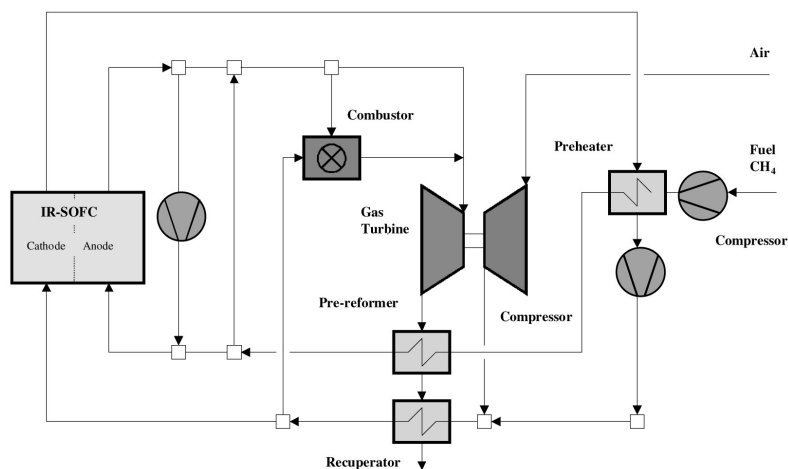 Air
Combustor
Preheater
Fuel
CH4
IR-SOFC
Cathode
Anode
Gas
Turbine
Compressor
Pre-reformer
Compressor
Recuperator